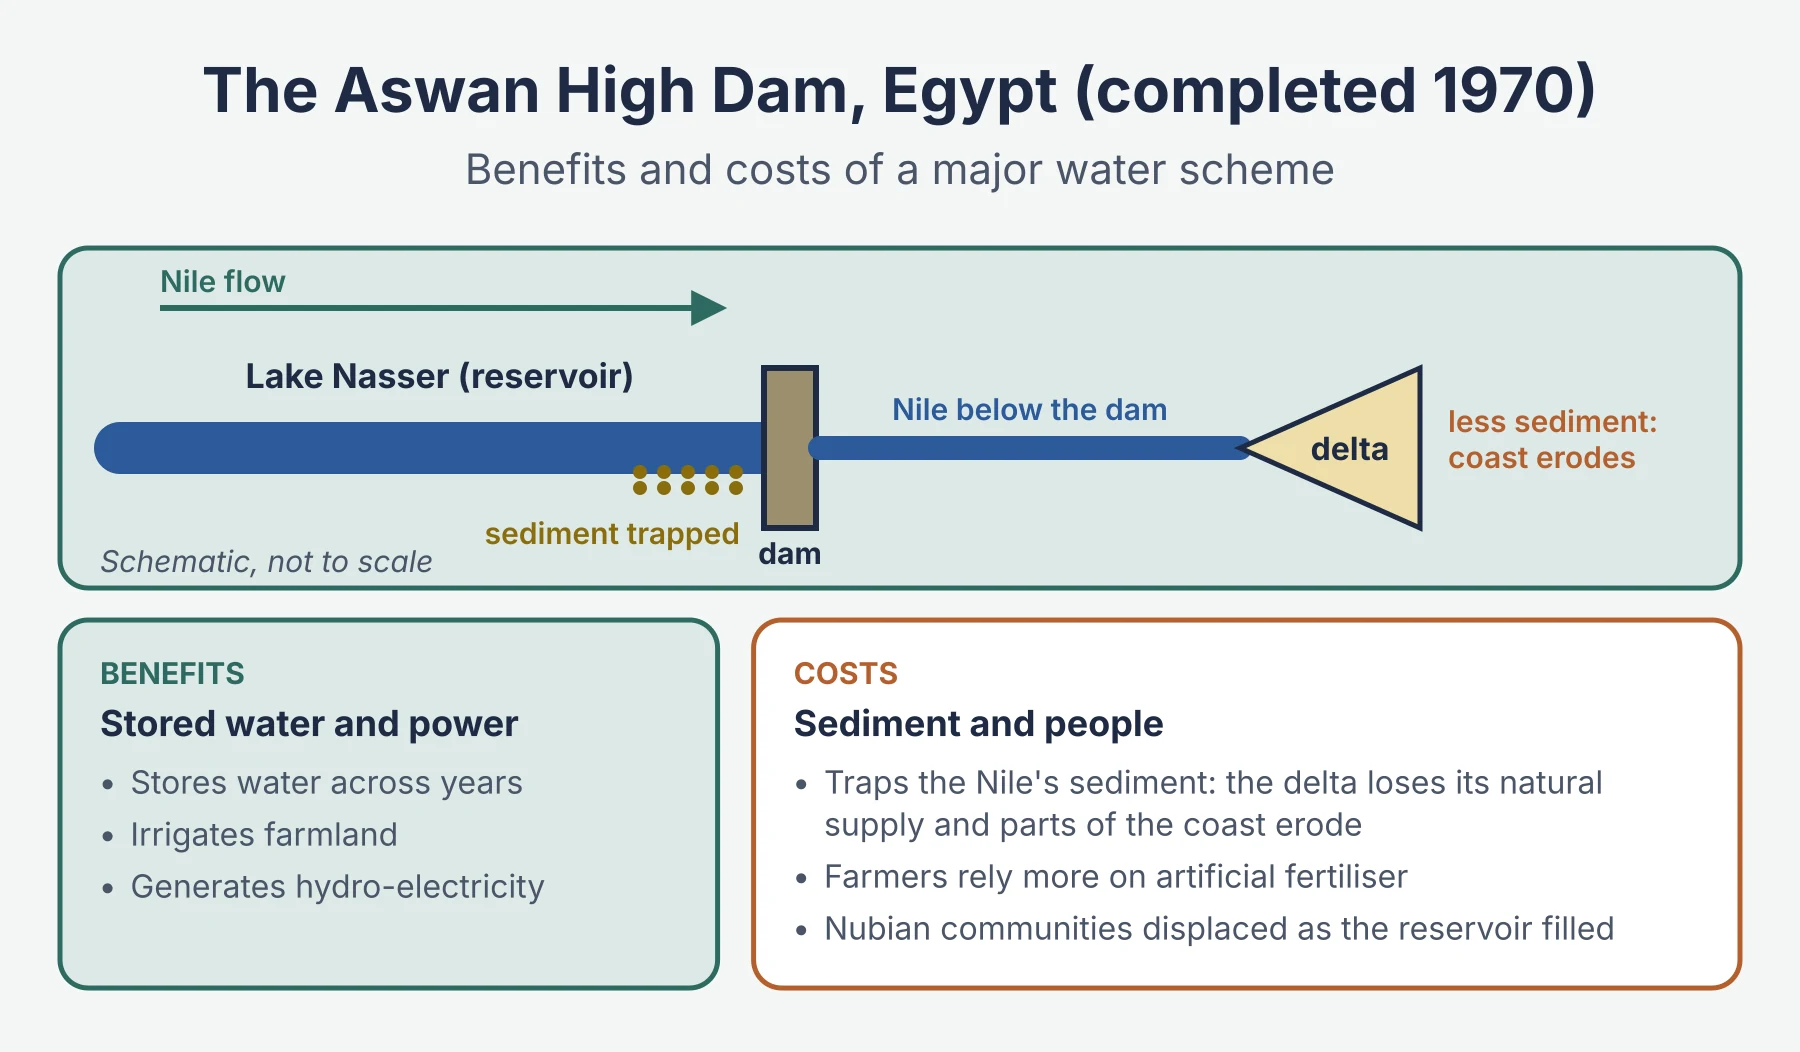 The Aswan High Dam, Egypt (completed 1970)
Benefits and costs of a major water scheme
Nile flow
Lake Nasser (reservoir)
Nile below the dam
delta
less sediment:
coast erodes
sediment trapped
dam
Schematic, not to scale
BENEFITS
Stored water and power
• Stores water across years
• Irrigates farmland
• Generates hydro-electricity
COSTS
Sediment and people
• Traps the Nile's sediment: the delta loses its natural
supply and parts of the coast erode
• Farmers rely more on artificial fertiliser
• Nubian communities displaced as the reservoir filled